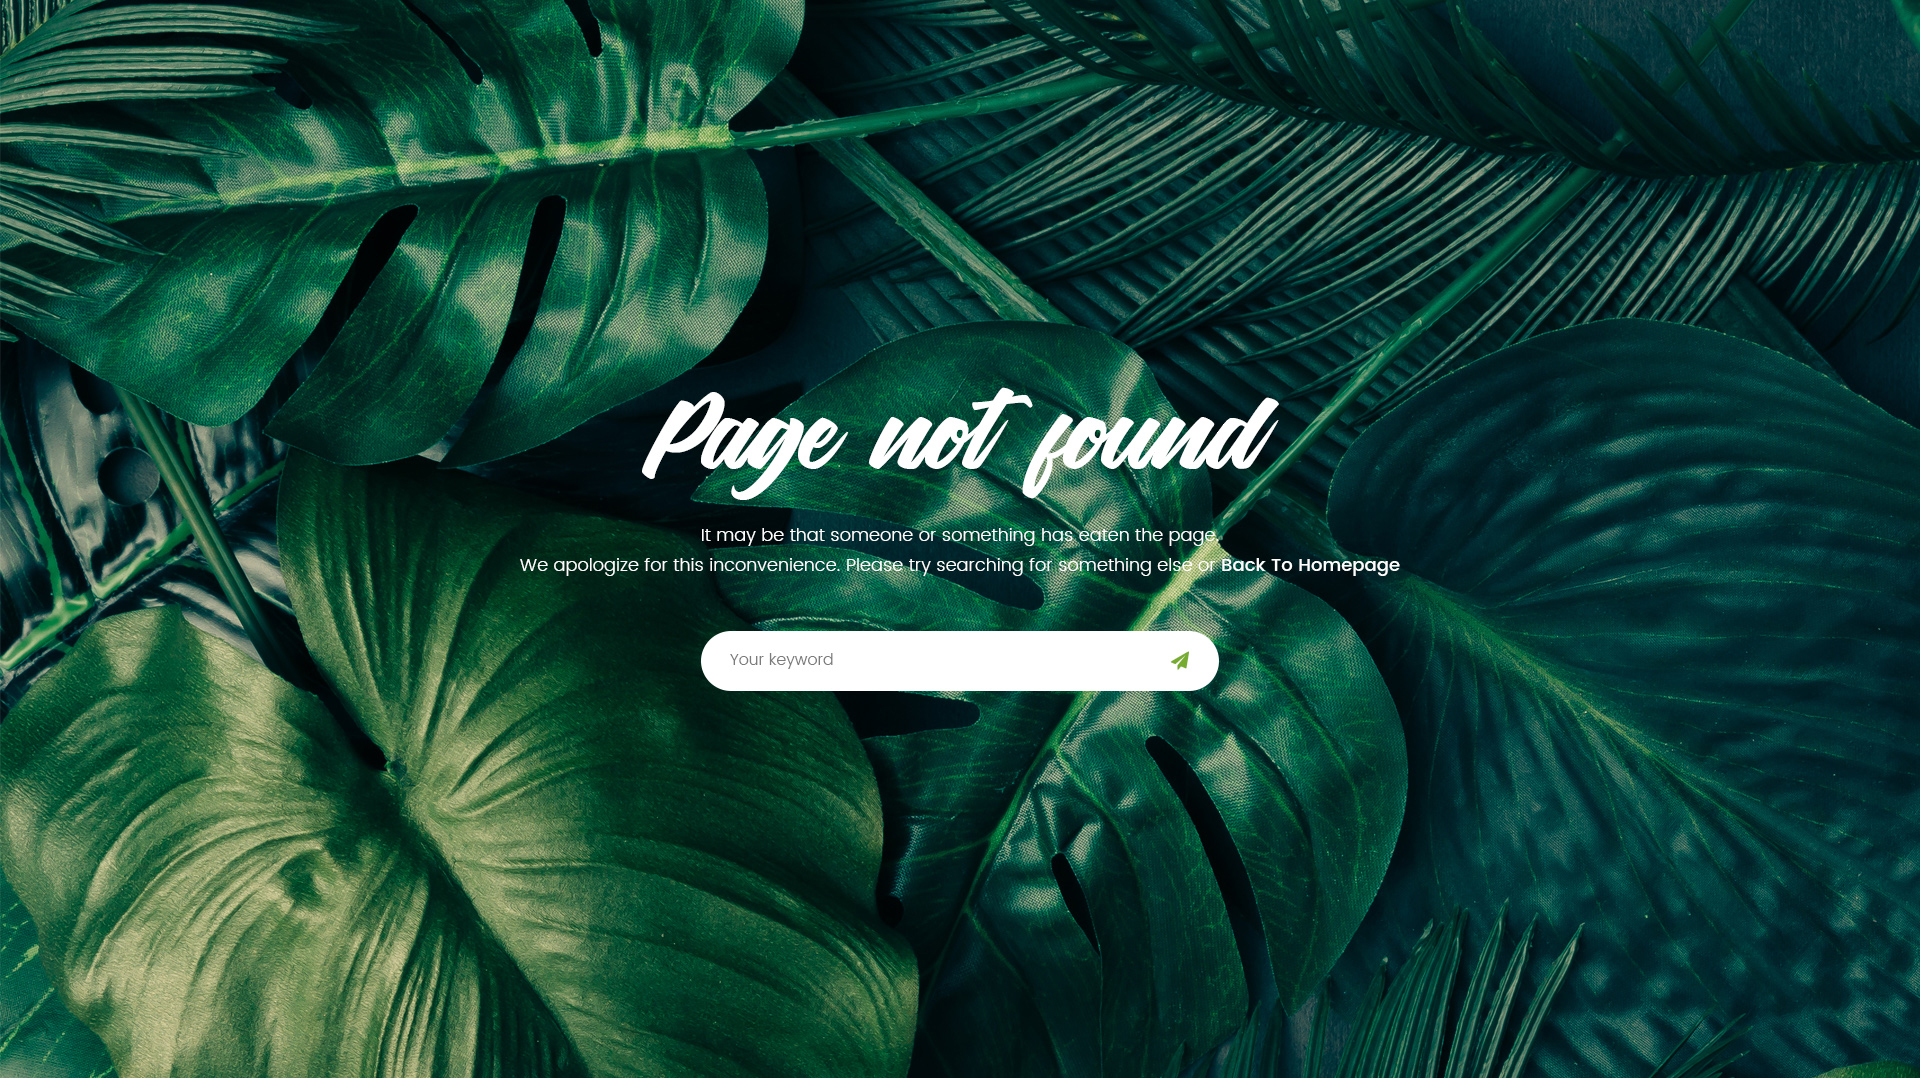 Page not found
It may be that someone or something has eaten the page.
We apologize for this inconvenience. Please try searching for something else or Back To Homepage
Your keyword